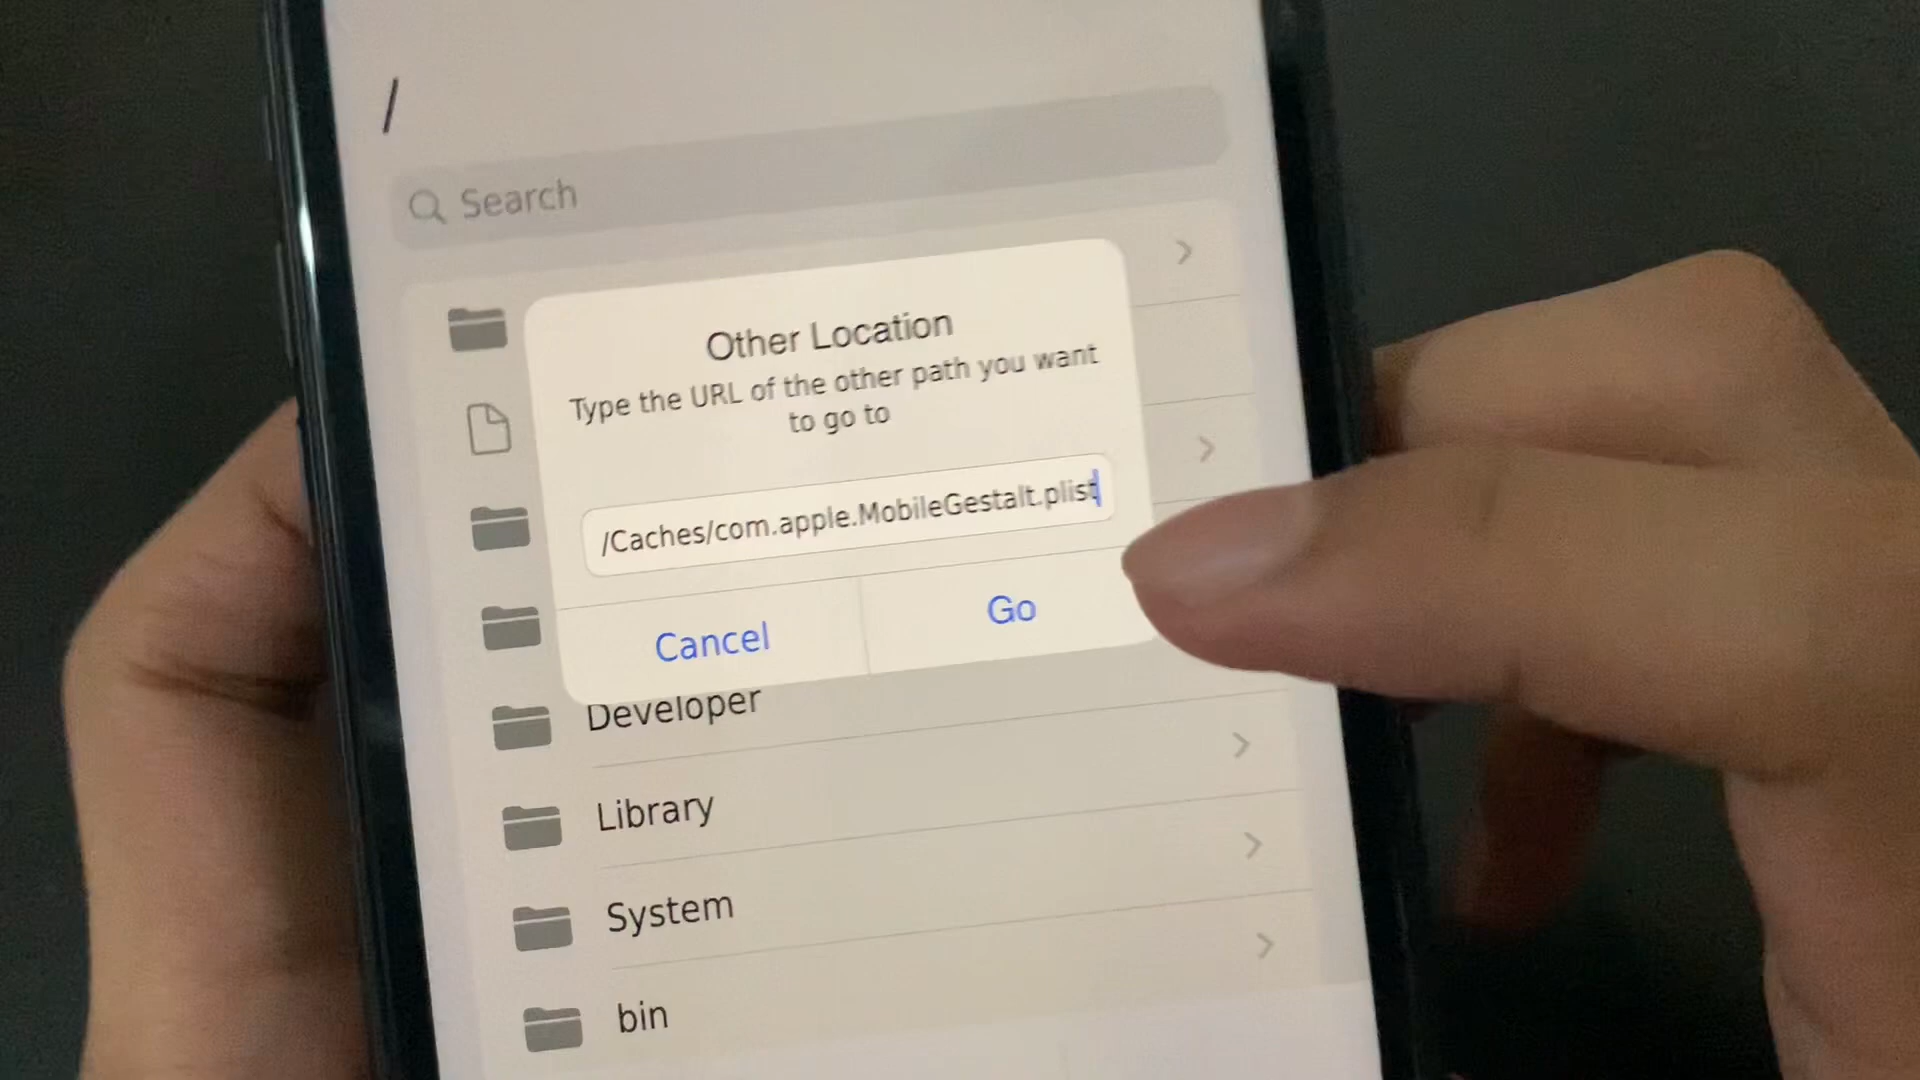 /
Search
Other Location
Type the URL of the other path you want
to go to
/Caches/com.apple.MobileGestalt.plist
Cancel
Go
Developer
Library
System
bin